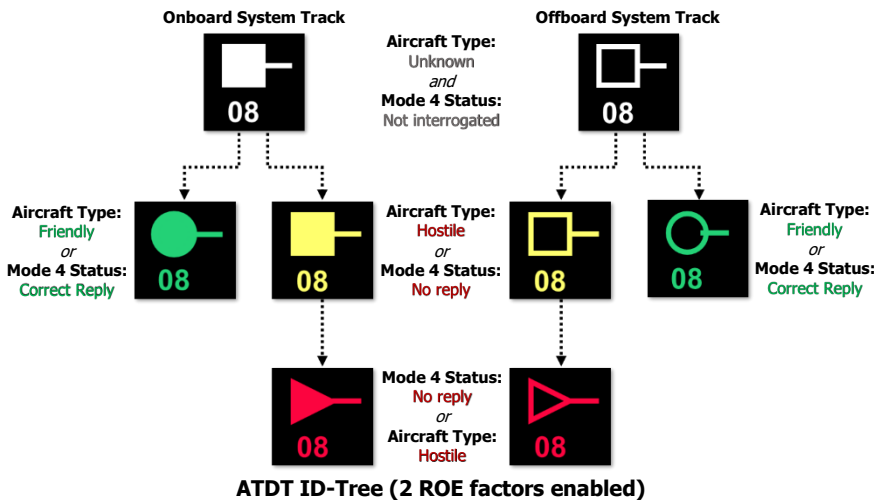 Onboard System Track
Offboard System Track
Aircraft Type:
Unknown
and
Mode 4 Status:
Not interrogated
08
08
Aircraft Type:
Friendly
or
Mode 4 Status:
Correct Reply
08
08
Aircraft Type:
Hostile
or
Mode 4 Status:
No reply
08
08
Aircraft Type:
Friendly
or
Mode 4 Status:
Correct Reply
08
Mode 4 Status:
No reply
or
Aircraft Type:
Hostile
08
ATDT ID-Tree (2 ROE factors enabled)